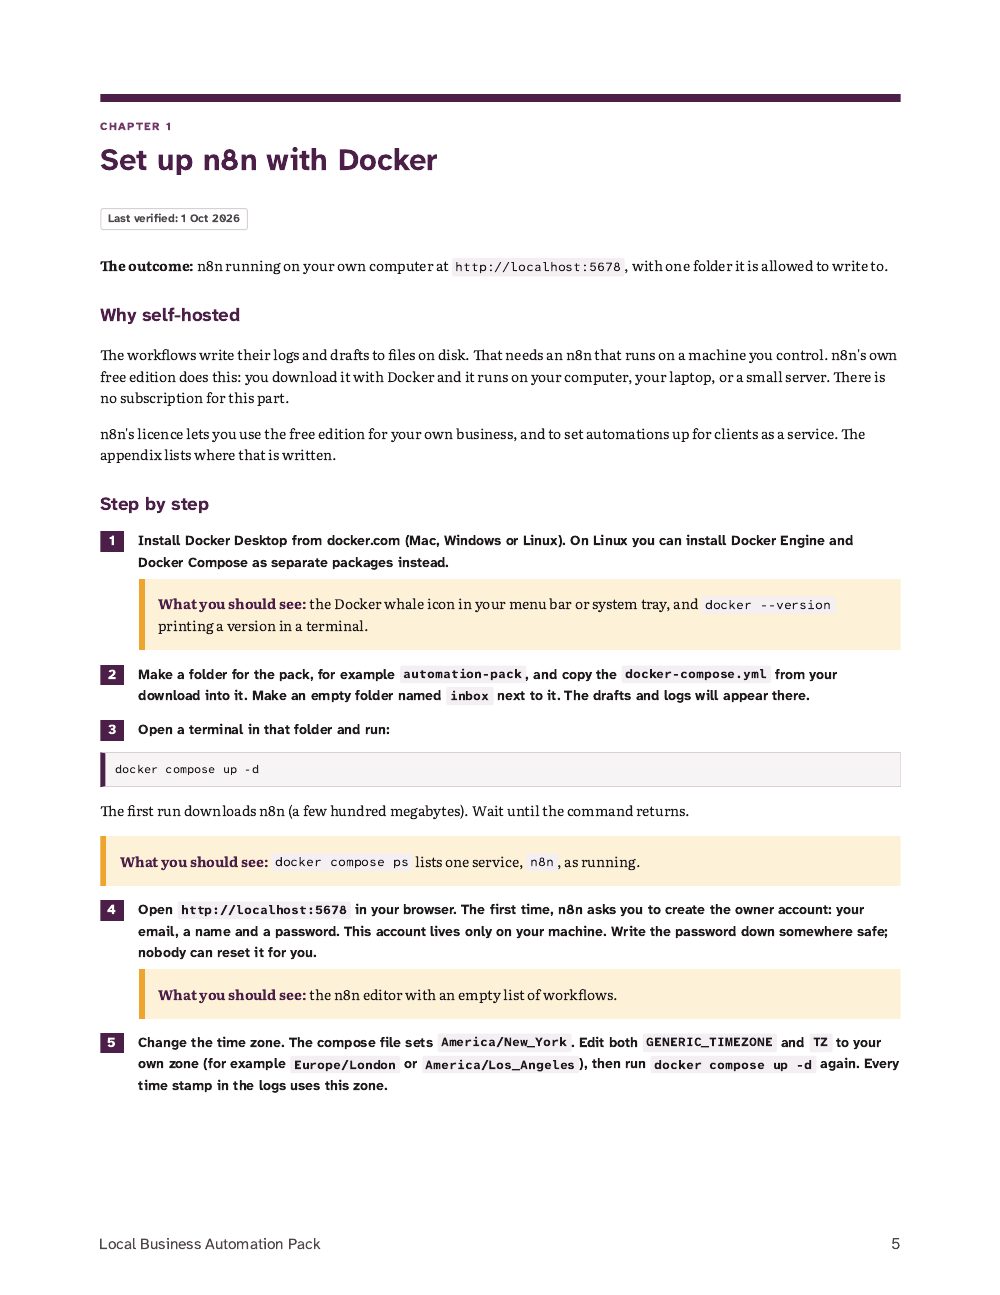 CHAPTER 1
Set up n8n with Docker
Last verified: 1 Oct 2026
The outcome: n8n running on your own computer at http://localhost:5678, with one folder it is allowed to write to.
Why self-hosted
The workflows write their logs and drafts to files on disk. That needs an n8n that runs on a machine you control. n8n's own
free edition does this: you download it with Docker and it runs on your computer, your laptop, or a small server. There is
no subscription for this part.
n8n's licence lets you use the free edition for your own business, and to set automations up for clients as a service. The
appendix lists where that is written.
Step by step
1 Install Docker Desktop from docker.com (Mac, Windows or Linux). On Linux you can install Docker Engine and
Docker Compose as separate packages instead.
What you should see: the Docker whale icon in your menu bar or system tray, and docker --version
printing a version in a terminal.
2 Make a folder for the pack, for example automation-pack, and copy the docker-compose.yml from your
download into it. Make an empty folder named inbox next to it. The drafts and logs will appear there.
3 Open a terminal in that folder and run:
docker compose up -d
The first run downloads n8n (a few hundred megabytes). Wait until the command returns.
What you should see: docker compose ps lists one service, n8n, as running.
4 Open http://localhost:5678 in your browser. The first time, n8n asks you to create the owner account: your
email, a name and a password. This account lives only on your machine. Write the password down somewhere safe;
nobody can reset it for you.
What you should see: the n8n editor with an empty list of workflows.
5 Change the time zone. The compose file sets America/New_York. Edit both GENERIC_TIMEZONE and TZ to your
own zone (for example Europe/London or America/Los_Angeles), then run docker compose up -d again. Every
time stamp in the logs uses this zone.
Local Business Automation Pack
5